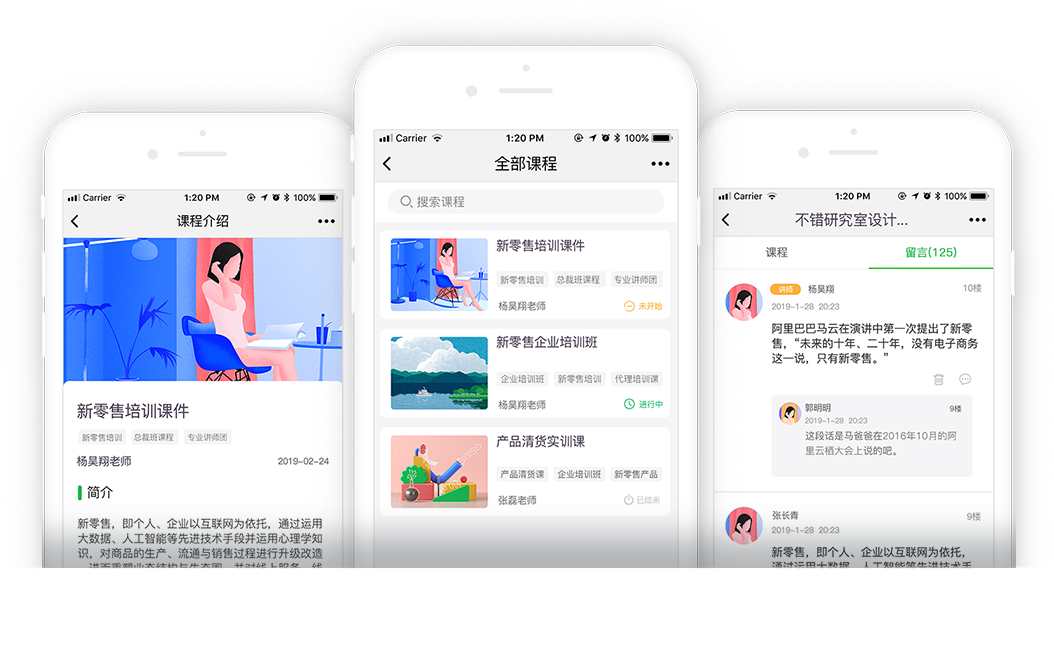 Carrier 1:20 PM 100%
课程介绍
新零售培训课件
新零售培训 总裁班课程 专业讲师团
杨昊翔老师 2019-02-24
简介
新零售，即个人、企业以互联网为依托，通过运用
大数据、人工智能等先进技术手段并运用心理学知
识，对商品的生产、流通与销售过程进行升级改造
Carrier 1:20 PM 100%
全部课程
搜索课程
新零售培训课件
新零售培训 总裁班课程 专业讲师团
杨昊翔老师 未开始
新零售企业培训班
企业培训班 新零售培训 代理培训课
杨昊翔老师 进行中
产品清货实训课
产品清货课 企业培训班 新零售产品
张磊老师 已结束
Carrier 1:20 PM 100%
不错研究室设计...
课程 留言(125)
讲师 杨昊翔 10楼
2019-1-28 20:23
阿里巴巴马云在演讲中第一次提出了新零
售，“未来的十年、二十年，没有电子商务
这一说，只有新零售。”
郭明明 9楼
2019-1-28 20:23
这段话是马爸爸在2016年10月的阿
里云栖大会上说的吧。
张长青 9楼
2019-1-28 20:23
新零售，即个人、企业以互联网为依托，
通过运用大数据、人工智能等先进技术手